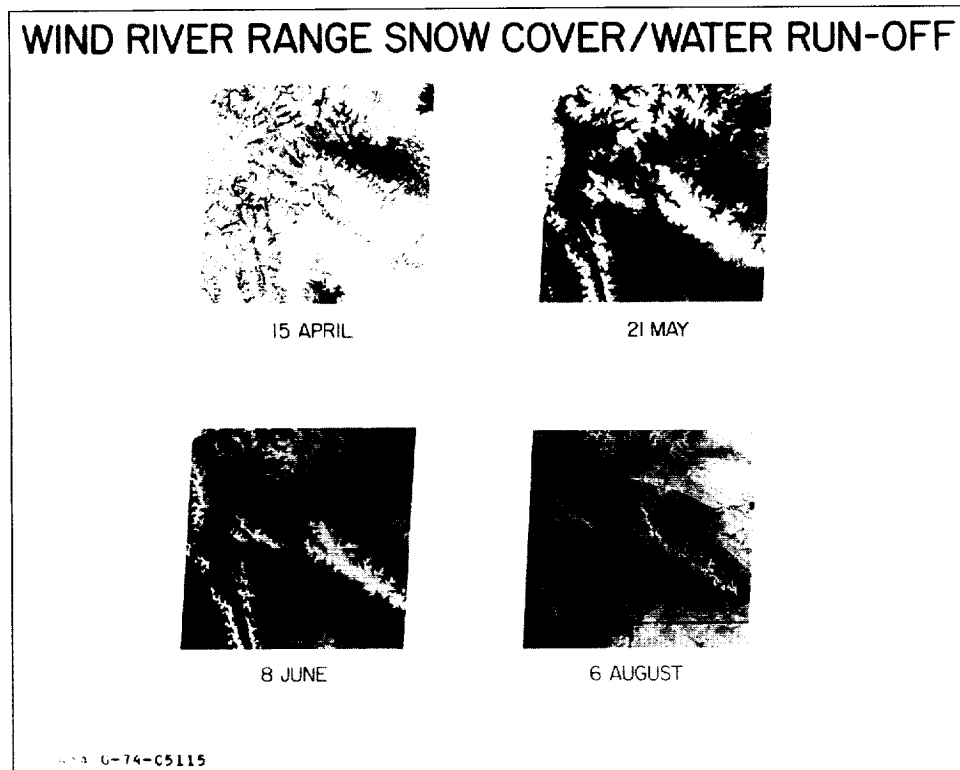 WIND RIVER RANGE SNOW COVER/WATER RUN-OFF
15 APRIL
21 MAY
8 JUNE
6 AUGUST
G-74-C5115